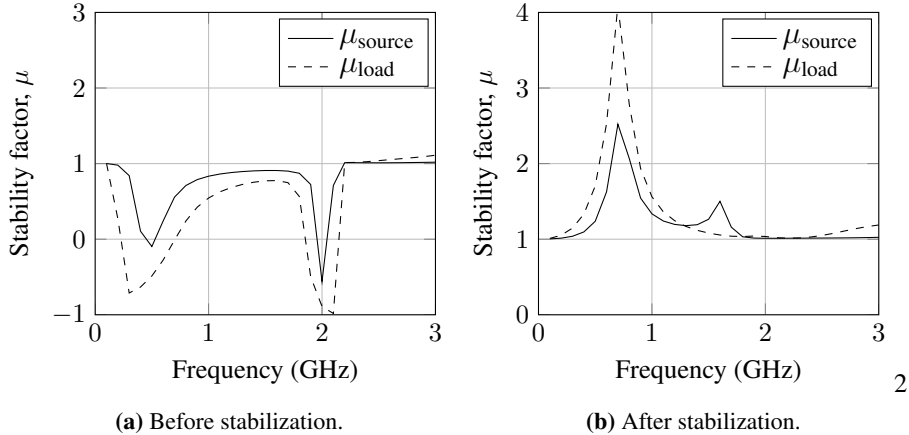 3
2
1
0
−1
0
1
2
3
Stability factor, μ
Frequency (GHz)
μsource
μload
(a) Before stabilization.
4
3
2
1
0
0
1
2
3
Stability factor, μ
Frequency (GHz)
μsource
μload
(b) After stabilization.
2